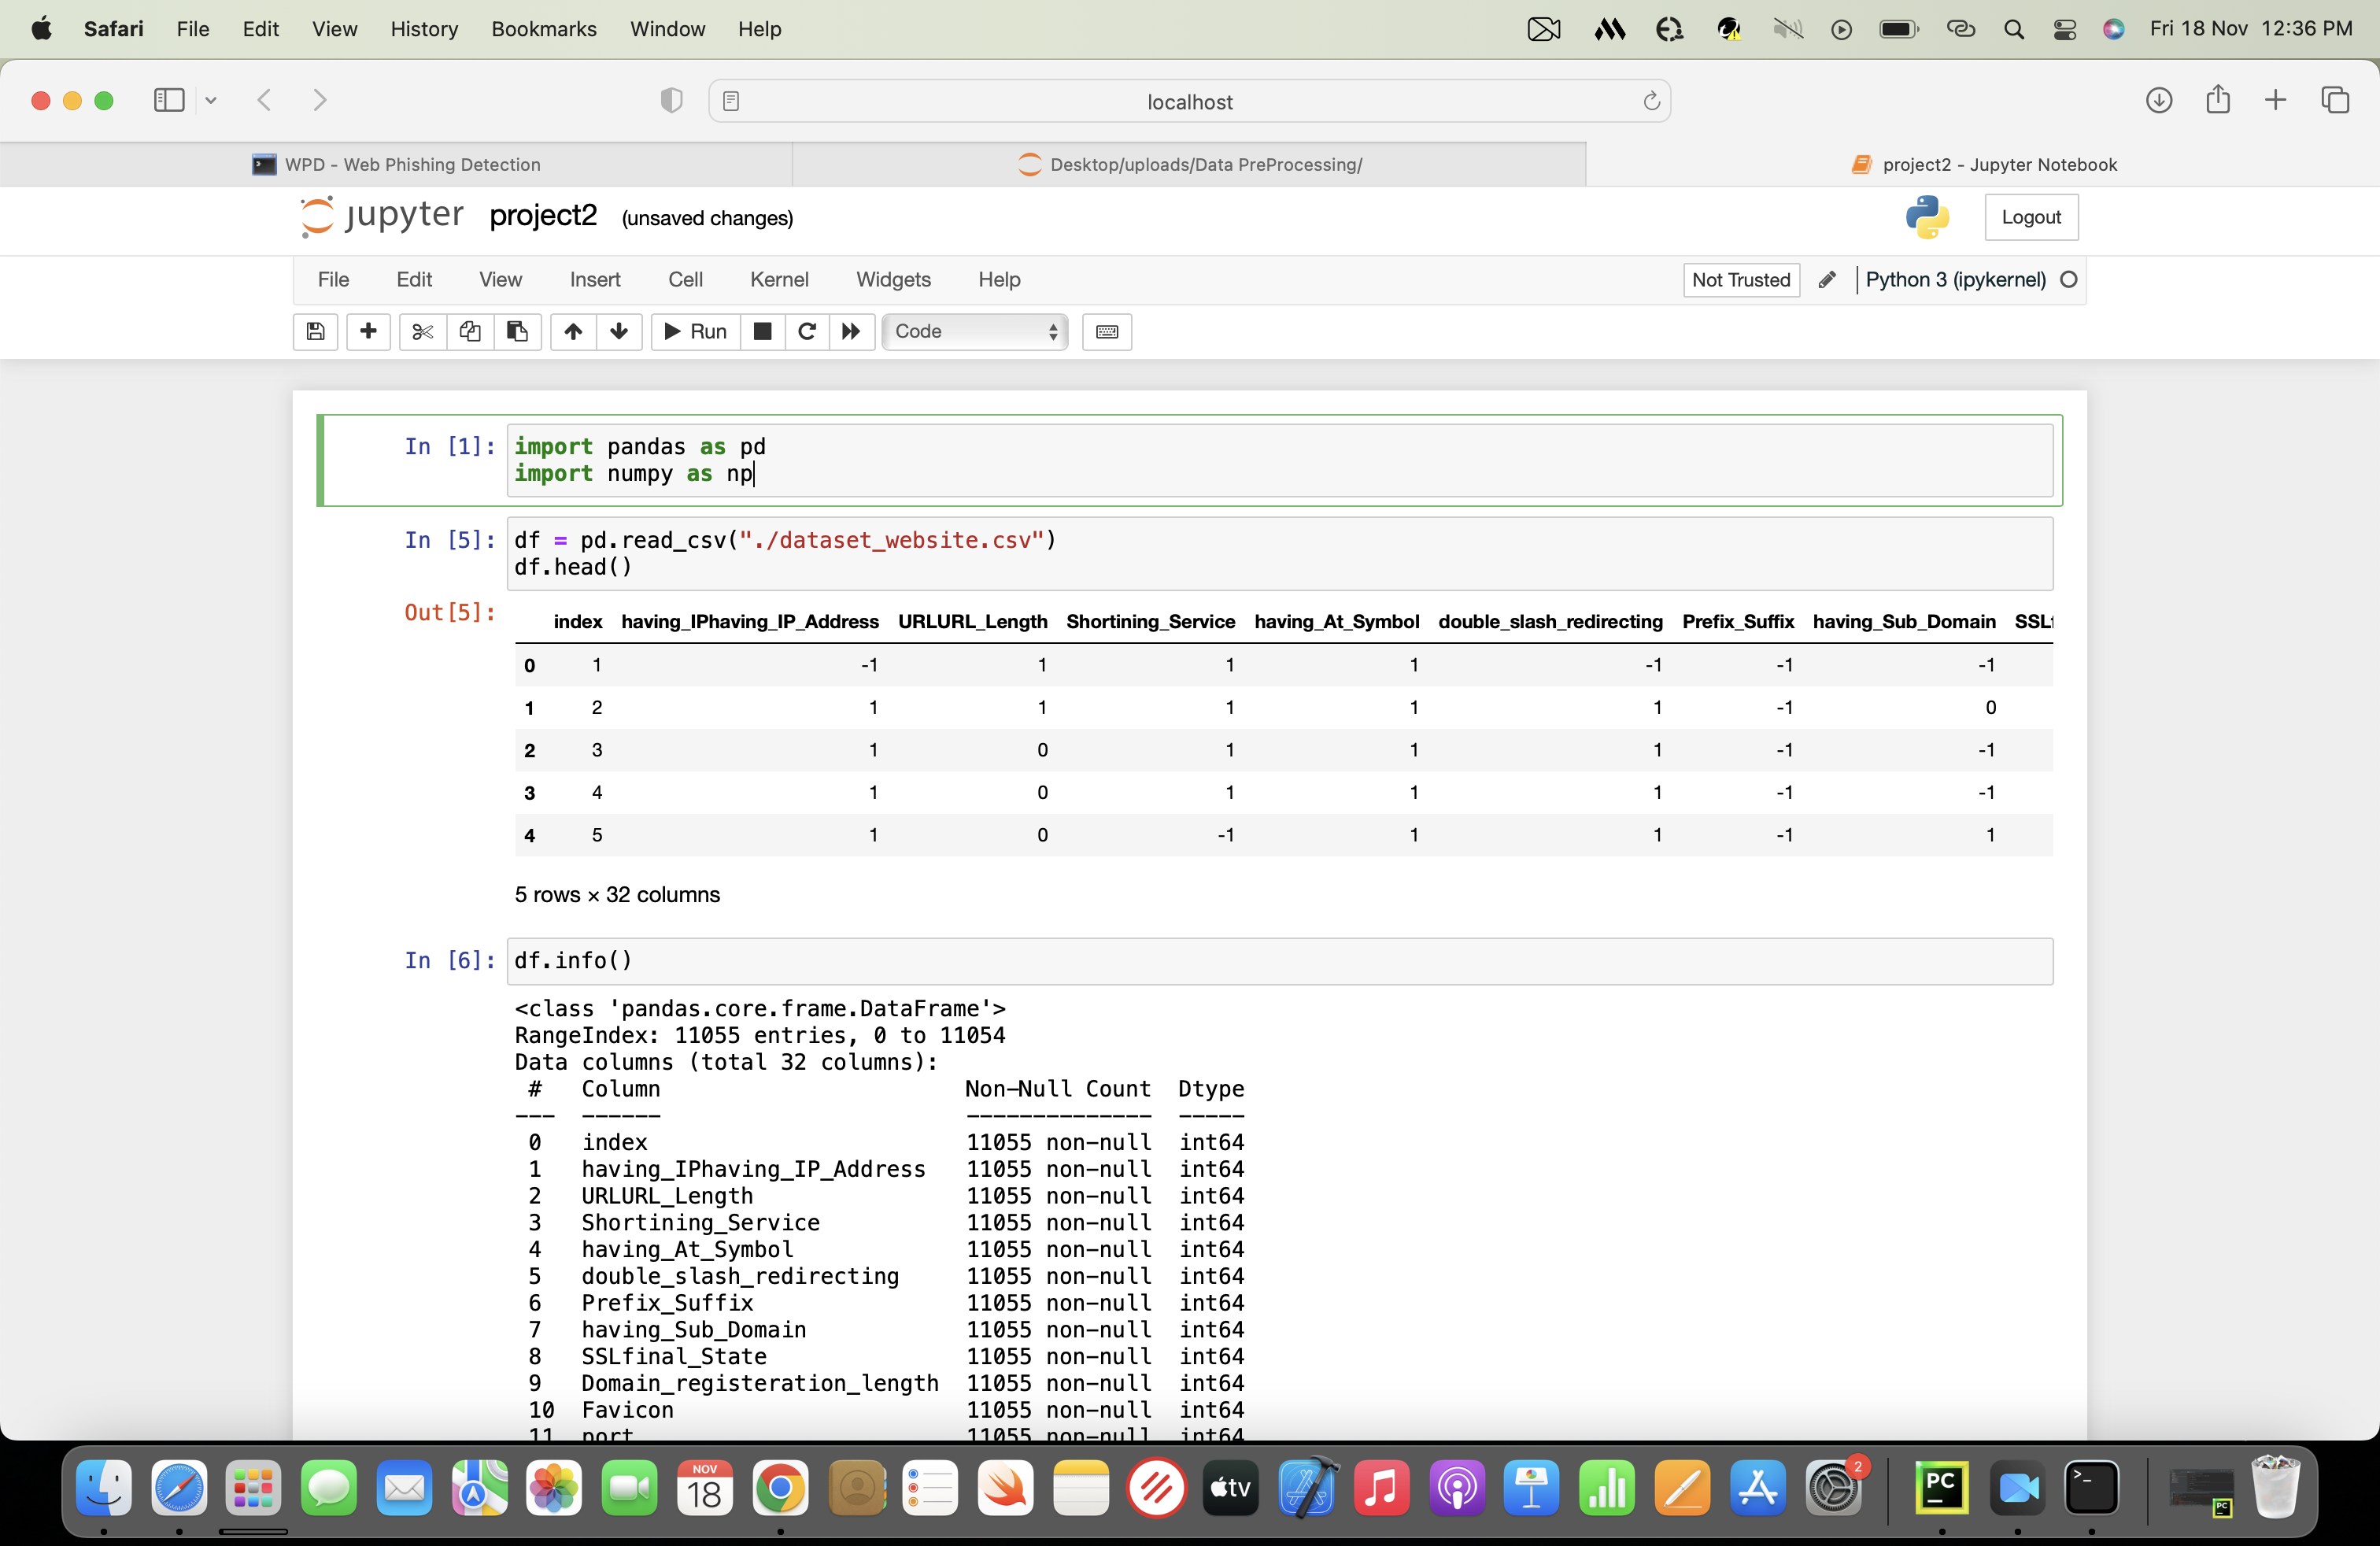 Safari File Edit View History Bookmarks Window Help Fri 18 Nov 12:36 PM
localhost
WPD - Web Phishing Detection Desktop/uploads/Data PreProcessing/ project2 - Jupyter Notebook
jupyter project2 (unsaved changes) Logout
File Edit View Insert Cell Kernel Widgets Help Not Trusted Python 3 (ipykernel)
Run Code
In [1]: import pandas as pd
import numpy as np
In [5]: df = pd.read_csv("./dataset_website.csv")
df.head()
Out[5]:
index having_IPhaving_IP_Address URLURL_Length Shortining_Service having_At_Symbol double_slash_redirecting Prefix_Suffix having_Sub_Domain SSLf
0 1 -1 1 1 1 -1 -1 -1
1 2 1 1 1 1 1 -1 0
2 3 1 0 1 1 1 -1 -1
3 4 1 0 1 1 1 -1 -1
4 5 1 0 -1 1 1 -1 1
5 rows × 32 columns
In [6]: df.info()
<class 'pandas.core.frame.DataFrame'>
RangeIndex: 11055 entries, 0 to 11054
Data columns (total 32 columns):
# Column Non-Null Count Dtype
--- ------ -------------- -----
0 index 11055 non-null int64
1 having_IPhaving_IP_Address 11055 non-null int64
2 URLURL_Length 11055 non-null int64
3 Shortining_Service 11055 non-null int64
4 having_At_Symbol 11055 non-null int64
5 double_slash_redirecting 11055 non-null int64
6 Prefix_Suffix 11055 non-null int64
7 having_Sub_Domain 11055 non-null int64
8 SSLfinal_State 11055 non-null int64
9 Domain_registeration_length 11055 non-null int64
10 Favicon 11055 non-null int64
11 port 11055 non-null int64
NOV
18
tv
2
PC
>_
PC